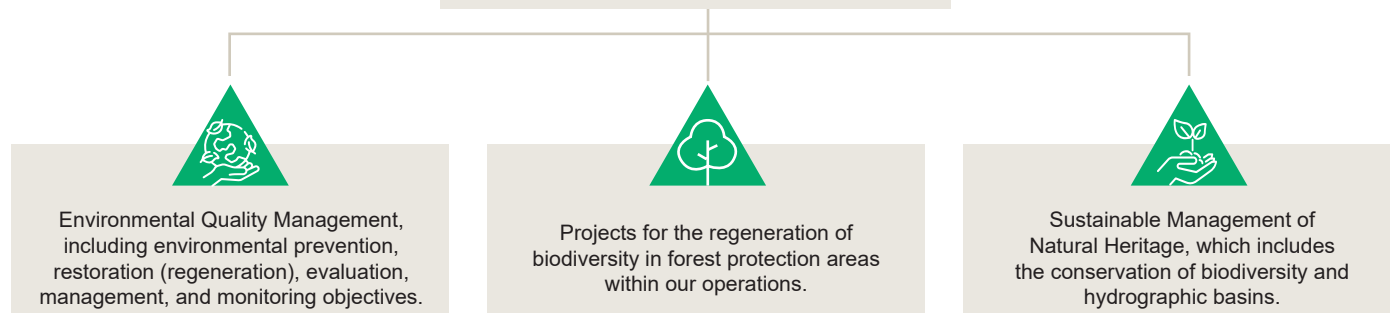 Environmental Quality Management,
including environmental prevention,
restoration (regeneration), evaluation,
management, and monitoring objectives.
Projects for the regeneration of
biodiversity in forest protection areas
within our operations.
Sustainable Management of
Natural Heritage, which includes
the conservation of biodiversity and
hydrographic basins.